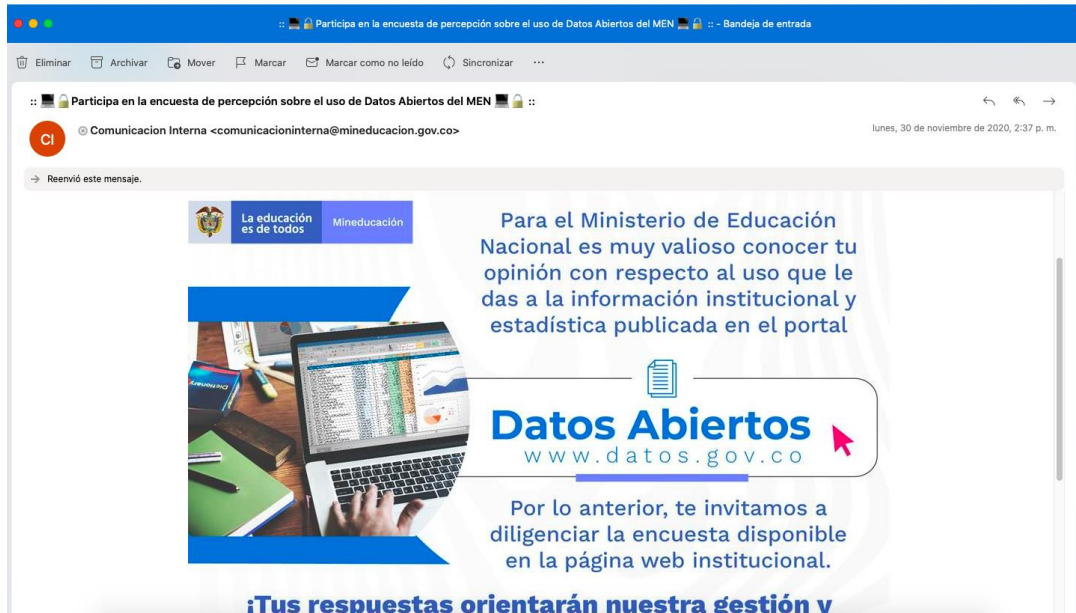 :: 💻🔒 Participa en la encuesta de percepción sobre el uso de Datos Abiertos del MEN 💻🔒 :: - Bandeja de entrada
Eliminar Archivar Mover Marcar Marcar como no leído Sincronizar ...
:: 💻🔒 Participa en la encuesta de percepción sobre el uso de Datos Abiertos del MEN 💻🔒 ::
CI
Comunicacion Interna <comunicacioninterna@mineducacion.gov.co>
lunes, 30 de noviembre de 2020, 2:37 p. m.
Reenvió este mensaje.
La educación
es de todos
Mineducación
Para el Ministerio de Educación
Nacional es muy valioso conocer tu
opinión con respecto al uso que le
das a la información institucional y
estadística publicada en el portal
Dictionary
Datos Abiertos
www.datos.gov.co
Por lo anterior, te invitamos a
diligenciar la encuesta disponible
en la página web institucional.
¡Tus respuestas orientarán nuestra gestión y